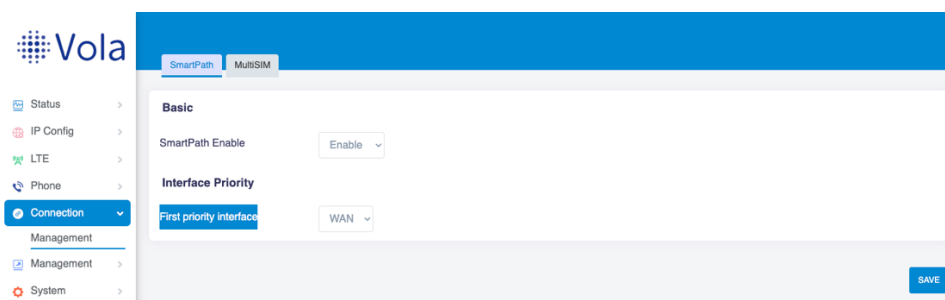 Vola
SmartPath MultiSIM
Status
IP Config
LTE
Phone
Connection
Management
Management
System
Basic
SmartPath Enable Enable
Interface Priority
First priority interface WAN
SAVE